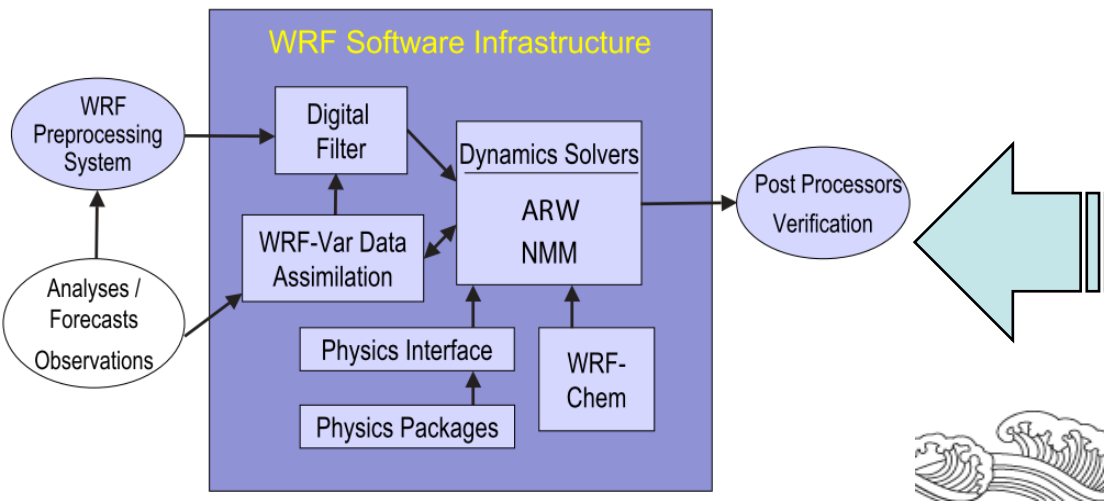 WRF Software Infrastructure
WRF
Preprocessing
System
Digital
Filter
Dynamics Solvers
ARW
NMM
Post Processors
Verification
WRF-Var Data
Assimilation
Analyses /
Forecasts
Observations
Physics Interface
WRF-
Chem
Physics Packages